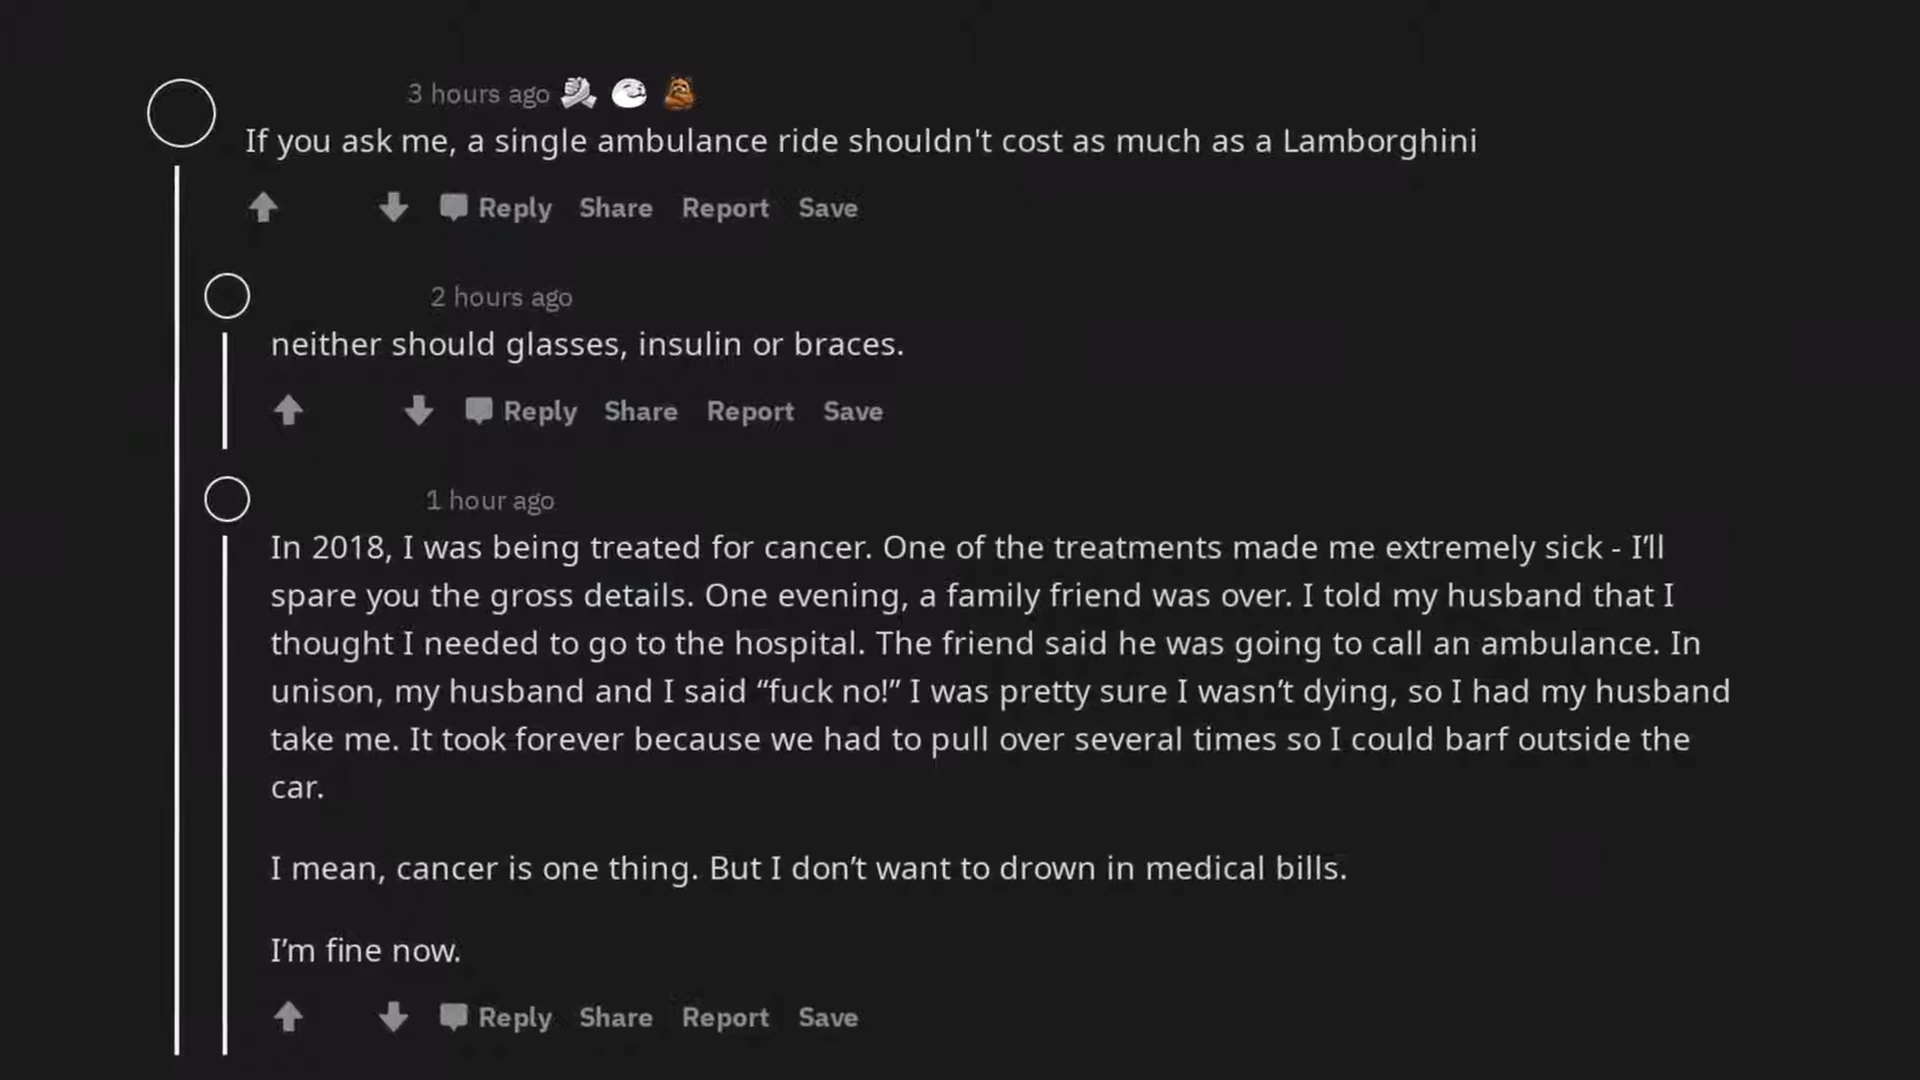 3 hours ago
If you ask me, a single ambulance ride shouldn't cost as much as a Lamborghini
Reply Share Report Save
2 hours ago
neither should glasses, insulin or braces.
Reply Share Report Save
1 hour ago
In 2018, I was being treated for cancer. One of the treatments made me extremely sick - I’ll
spare you the gross details. One evening, a family friend was over. I told my husband that I
thought I needed to go to the hospital. The friend said he was going to call an ambulance. In
unison, my husband and I said “fuck no!” I was pretty sure I wasn’t dying, so I had my husband
take me. It took forever because we had to pull over several times so I could barf outside the
car.
I mean, cancer is one thing. But I don’t want to drown in medical bills.
I’m fine now.
Reply Share Report Save